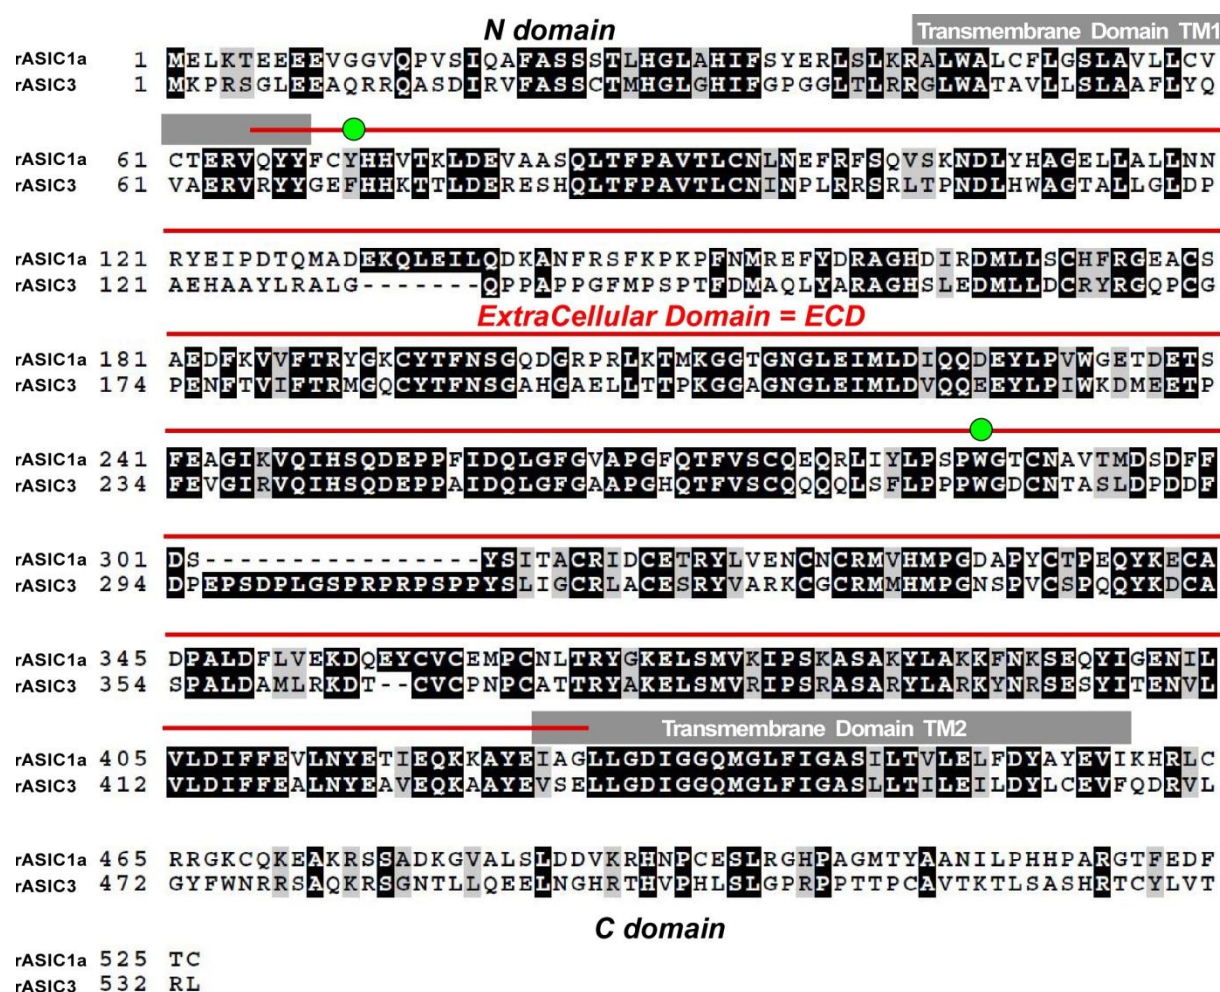 N domain
Transmembrane Domain TM1
rASIC1a 1 MELKTEEEEVGGVQPVSIQAFASSSTLHGLAHIFSYERLSLKRALWALCFLGSLAVLLCV
rASIC3 1 MKPRSGLEEAQRRQASDIRVFASSCTMHGLGHIFGPGGLTLRRGLWATAVLLSLAAFLYQ
rASIC1a 61 CTERVQYYFCYHHVTKLDEVAASQLTFPAVTLCNLNEFRFSQVSKNDLYHAGELLALLNN
rASIC3 61 VAERVRYYGEFHHKTTLDERESHQLTFPAVTLCNINPLRRSRLTPNDLHWAGTALLGLDP
rASIC1a 121 RYEIPDTQMADEKQLEILQDKANFRSFKPKPFNMREFYDRAGHDIRDMLLSCHFRGEACS
rASIC3 121 AEHAAYLRALG-------QPPAPPGFMPSPTFDMAQLYARAGHSLEDMLLDCRYRGQPCG
ExtraCellular Domain = ECD
rASIC1a 181 AEDFKVVFTRYGKCYTFNSGQDGRPRLKTMKGGTGNGLEIMLDIQQDEYLPVWGETDETS
rASIC3 174 PENFTVIFTRMGQCYTFNSGAHGAELLTTPKGGAGNGLEIMLDVQQEEYLPIWKDMEETP
rASIC1a 241 FEAGIKVQIHSQDEPPFIDQLGFGVAPGFQTFVSCQEQRLIYLPSPWGTCNAVTMDSDFF
rASIC3 234 FEVGIRVQIHSQDEPPAIDQLGFGAAPGHQTFVSCQQQQLSFLPPPWGDCNTASLDPDDF
rASIC1a 301 DS----------------YSITACRIDCETRYLVENCNCRMVHMPGDAPYCTPEQYKECA
rASIC3 294 DPEPSDPLGSPRPRPSPPYSLIGCRLACESRYVARKCGCRMMHMPGNSPVCSPQQYKDCA
rASIC1a 345 DPALDFLVEKDQEYCVCEMPCNLTRYGKELSMVKIPSKASAKYLAKKFNKSEQYIGENIL
rASIC3 354 SPALDAMLRKDT--CVCPNPCATTRYAKELSMVRIPSRASARYLARKYNRSESYITENVL
Transmembrane Domain TM2
rASIC1a 405 VLDIFFEVLNYETIEQKKAYEIAGLLGDIGGQMGLFIGASILTVLELFDYAYEVIKHRLC
rASIC3 412 VLDIFFEALNYEAVEQKAAYEVSELLGDIGGQMGLFIGASLLTILEILDYLCEVFQDRVL
rASIC1a 465 RRGKCQKEAKRSSADKGVALSLDDVKRHNPCESLRGHPAGMTYAANILPHHPARGTFEDF
rASIC3 472 GYFWNRRSAQKRSGNTLLQEELNGHRTHVPHLSLGPRPPTTPCAVTKTLSASHRTCYLVT
C domain
rASIC1a 525 TC
rASIC3 532 RL